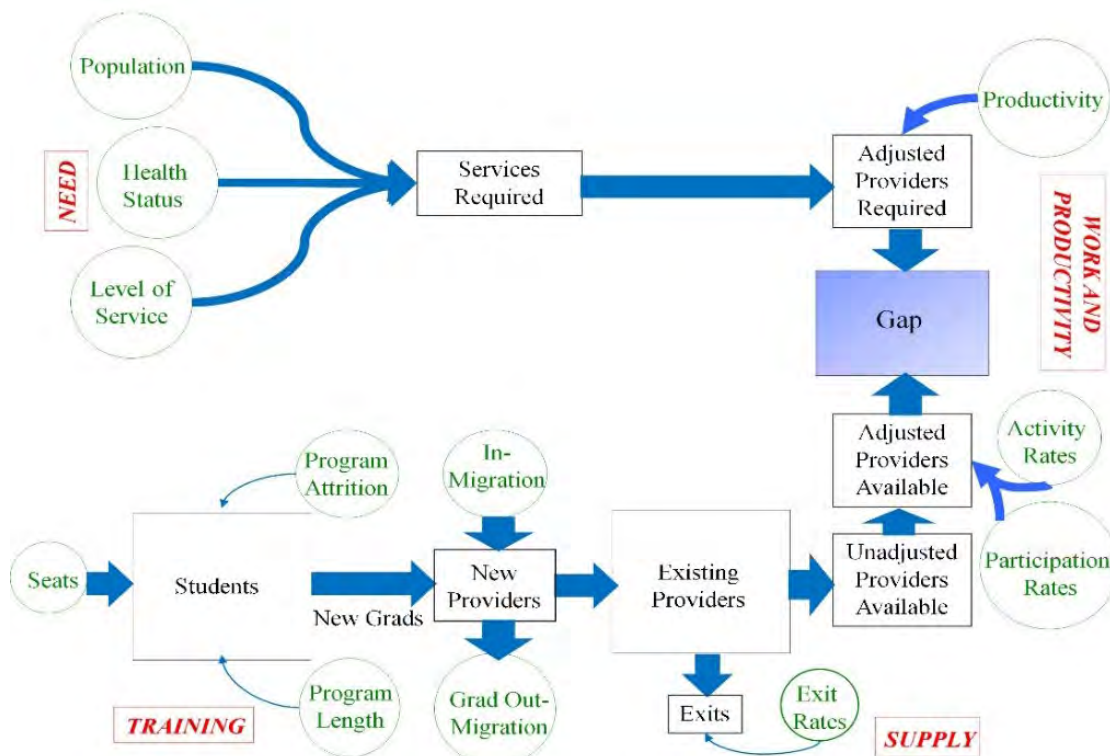 Population
Productivity
NEED
Health
Status
Services
Required
Adjusted
Providers
Required
WORK AND
PRODUCTIVITY
Level of
Service
Gap
Program
Attrition
In-
Migration
Adjusted
Providers
Available
Activity
Rates
Seats
Students
New Grads
New
Providers
Existing
Providers
Unadjusted
Providers
Available
Participation
Rates
TRAINING
Program
Length
Grad Out-
Migration
Exits
Exit
Rates
SUPPLY